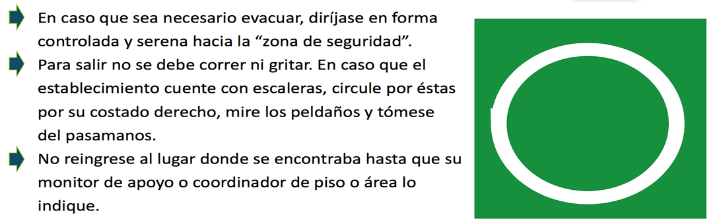 En caso que sea necesario evacuar, diríjase en forma
controlada y serena hacia la “zona de seguridad”.
Para salir no se debe correr ni gritar. En caso que el
establecimiento cuente con escaleras, circule por éstas
por su costado derecho, mire los peldaños y tómese
del pasamanos.
No reingrese al lugar donde se encontraba hasta que su
monitor de apoyo o coordinador de piso o área lo
indique.